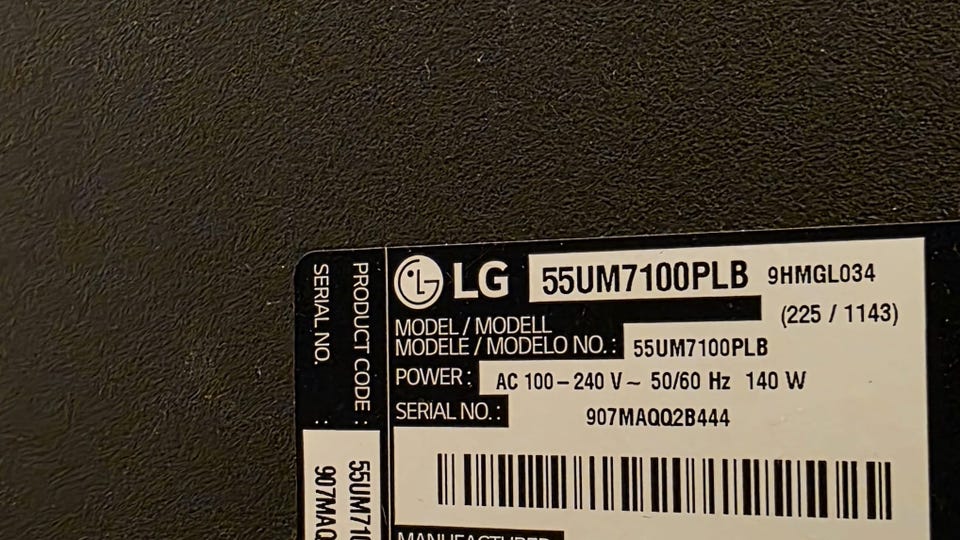 LG 55UM7100PLB 9HMGL034
(225 / 1143)
MODEL / MODELL
MODELE / MODELO NO. : 55UM7100PLB
POWER : AC 100 – 240 V ~ 50/60 Hz 140 W
SERIAL NO. : 907MAQQ2B444
PRODUCT CODE : 55UM710
SERIAL NO. : 907MAQ